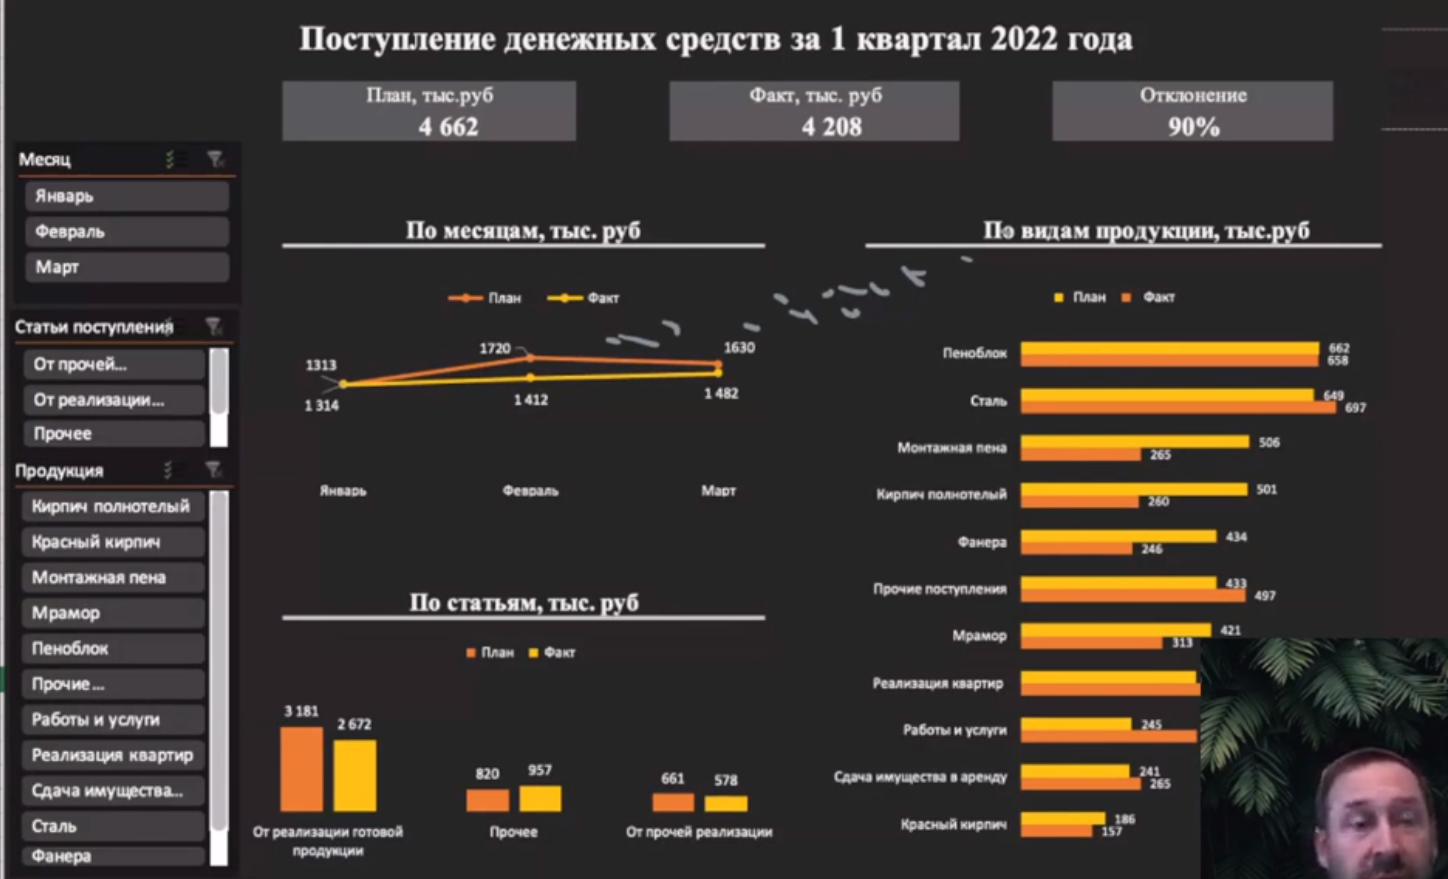 Поступление денежных средств за 1 квартал 2022 года
План, тыс.руб
4 662
Факт, тыс. руб
4 208
Отклонение
90%
Месяц
Январь
Февраль
Март
Статьи поступления
От прочей...
От реализации...
Прочее
Продукция
Кирпич полнотелый
Красный кирпич
Монтажная пена
Мрамор
Пеноблок
Прочие...
Работы и услуги
Реализация квартир
Сдача имущества...
Сталь
Фанера
По месяцам, тыс. руб
План Факт
1313 1720 1630
1 314 1 412 1 482
Январь Февраль Март
По статьям, тыс. руб
План Факт
3 181 2 672
820 957
661 578
От реализации готовой продукции
Прочее
От прочей реализации
По видам продукции, тыс.руб
План Факт
Пеноблок 662
658
Сталь 649
697
Монтажная пена 506
265
Кирпич полнотелый 501
260
Фанера 434
246
Прочие поступления 433
497
Мрамор 421
313
Реализация квартир
Работы и услуги 245
Сдача имущества в аренду 241
265
Красный кирпич 186
157